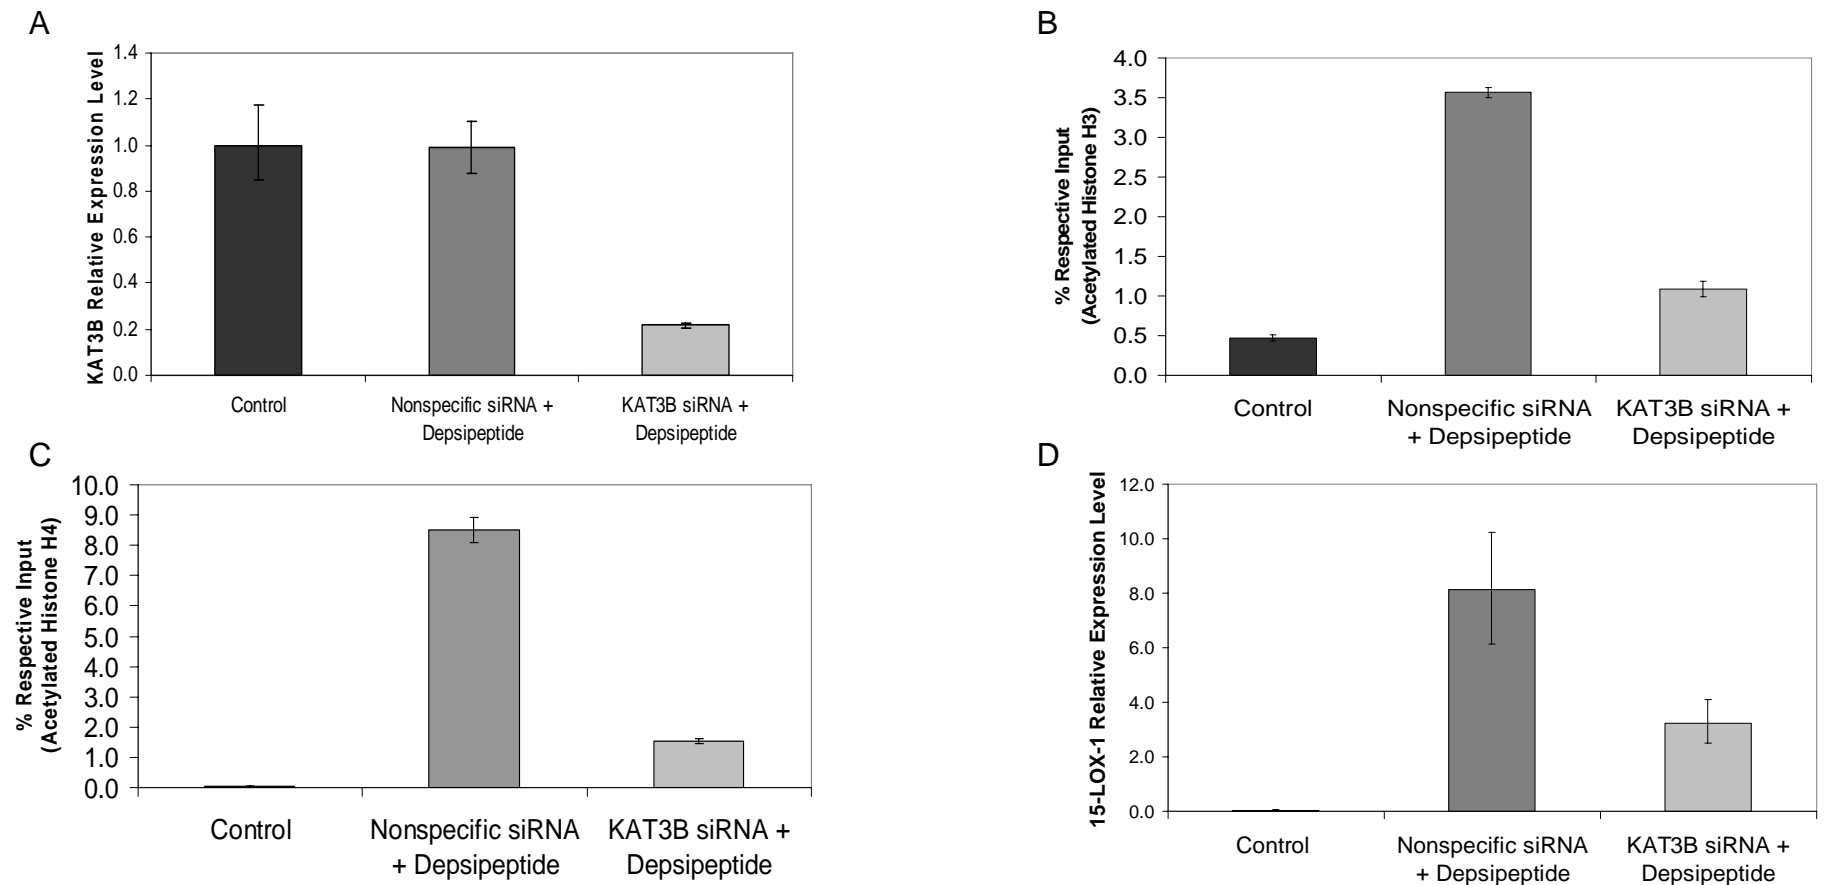 A
KAT3B Relative Expression Level
1.4
1.2
1.0
0.8
0.6
0.4
0.2
0.0
Control
Nonspecific siRNA +
Depsipeptide
KAT3B siRNA +
Depsipeptide
B
% Respective Input
(Acetylated Histone H3)
4.0
3.5
3.0
2.5
2.0
1.5
1.0
0.5
0.0
Control
Nonspecific siRNA
+ Depsipeptide
KAT3B siRNA +
Depsipeptide
C
% Respective Input
(Acetylated Histone H4)
10.0
9.0
8.0
7.0
6.0
5.0
4.0
3.0
2.0
1.0
0.0
Control
Nonspecific siRNA
+ Depsipeptide
KAT3B siRNA +
Depsipeptide
D
15-LOX-1 Relative Expression Level
12.0
10.0
8.0
6.0
4.0
2.0
0.0
Control
Nonspecific siRNA
+ Depsipeptide
KAT3B siRNA +
Depsipeptide